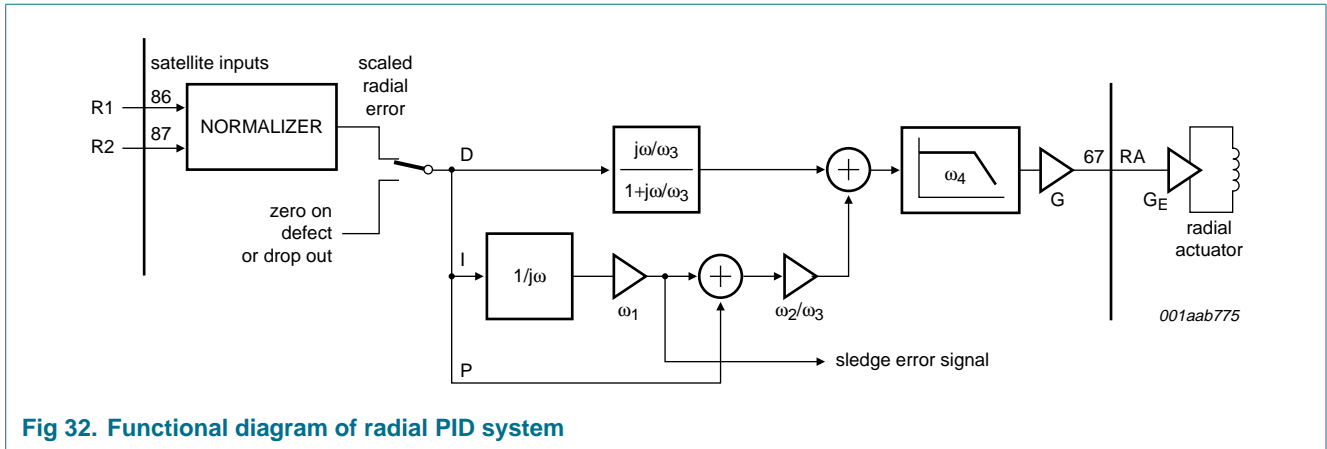 satellite inputs
R1
86
R2
87
NORMALIZER
scaled
radial
error
zero on
defect
or drop out
D
jω/ω3
1+jω/ω3
ω4
G
67
RA
GE
radial
actuator
I
1/jω
ω1
ω2/ω3
P
sledge error signal
001aab775
Fig 32. Functional diagram of radial PID system